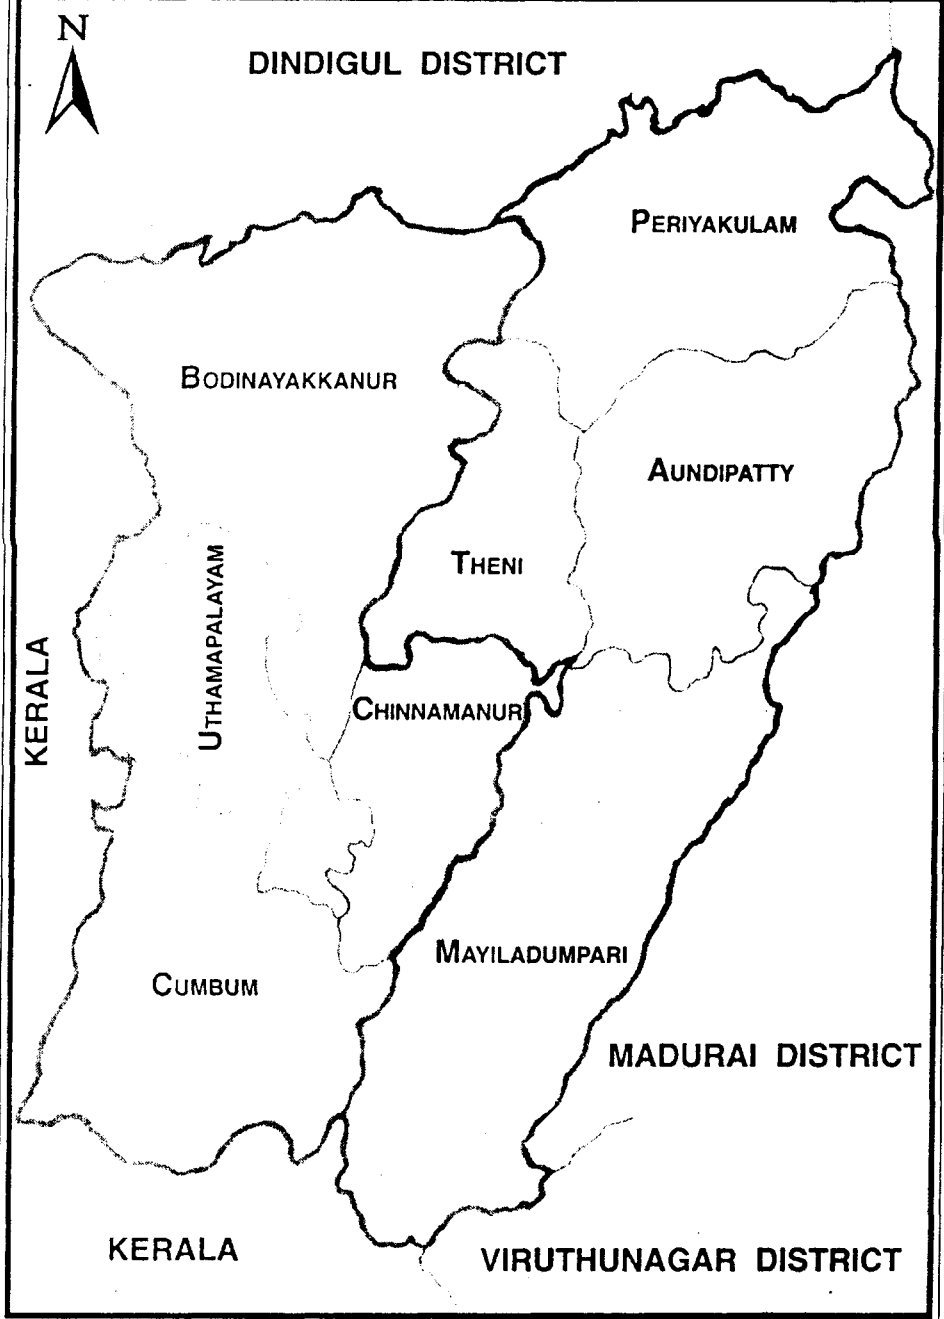 N
DINDIGUL DISTRICT
PERIYAKULAM
BODINAYAKKANUR
AUNDIPATTY
THENI
UTHAMAPALAYAM
KERALA
CHINNAMANUR
MAYILADUMPARI
CUMBUM
MADURAI DISTRICT
KERALA
VIRUTHUNAGAR DISTRICT